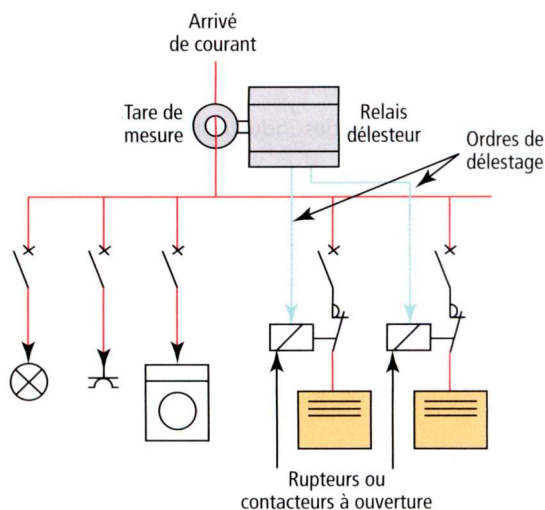 Arrivé
de courant
Tare de
mesure
Relais
délesteur
Ordres de
délestage
Rupteurs ou
contacteurs à ouverture